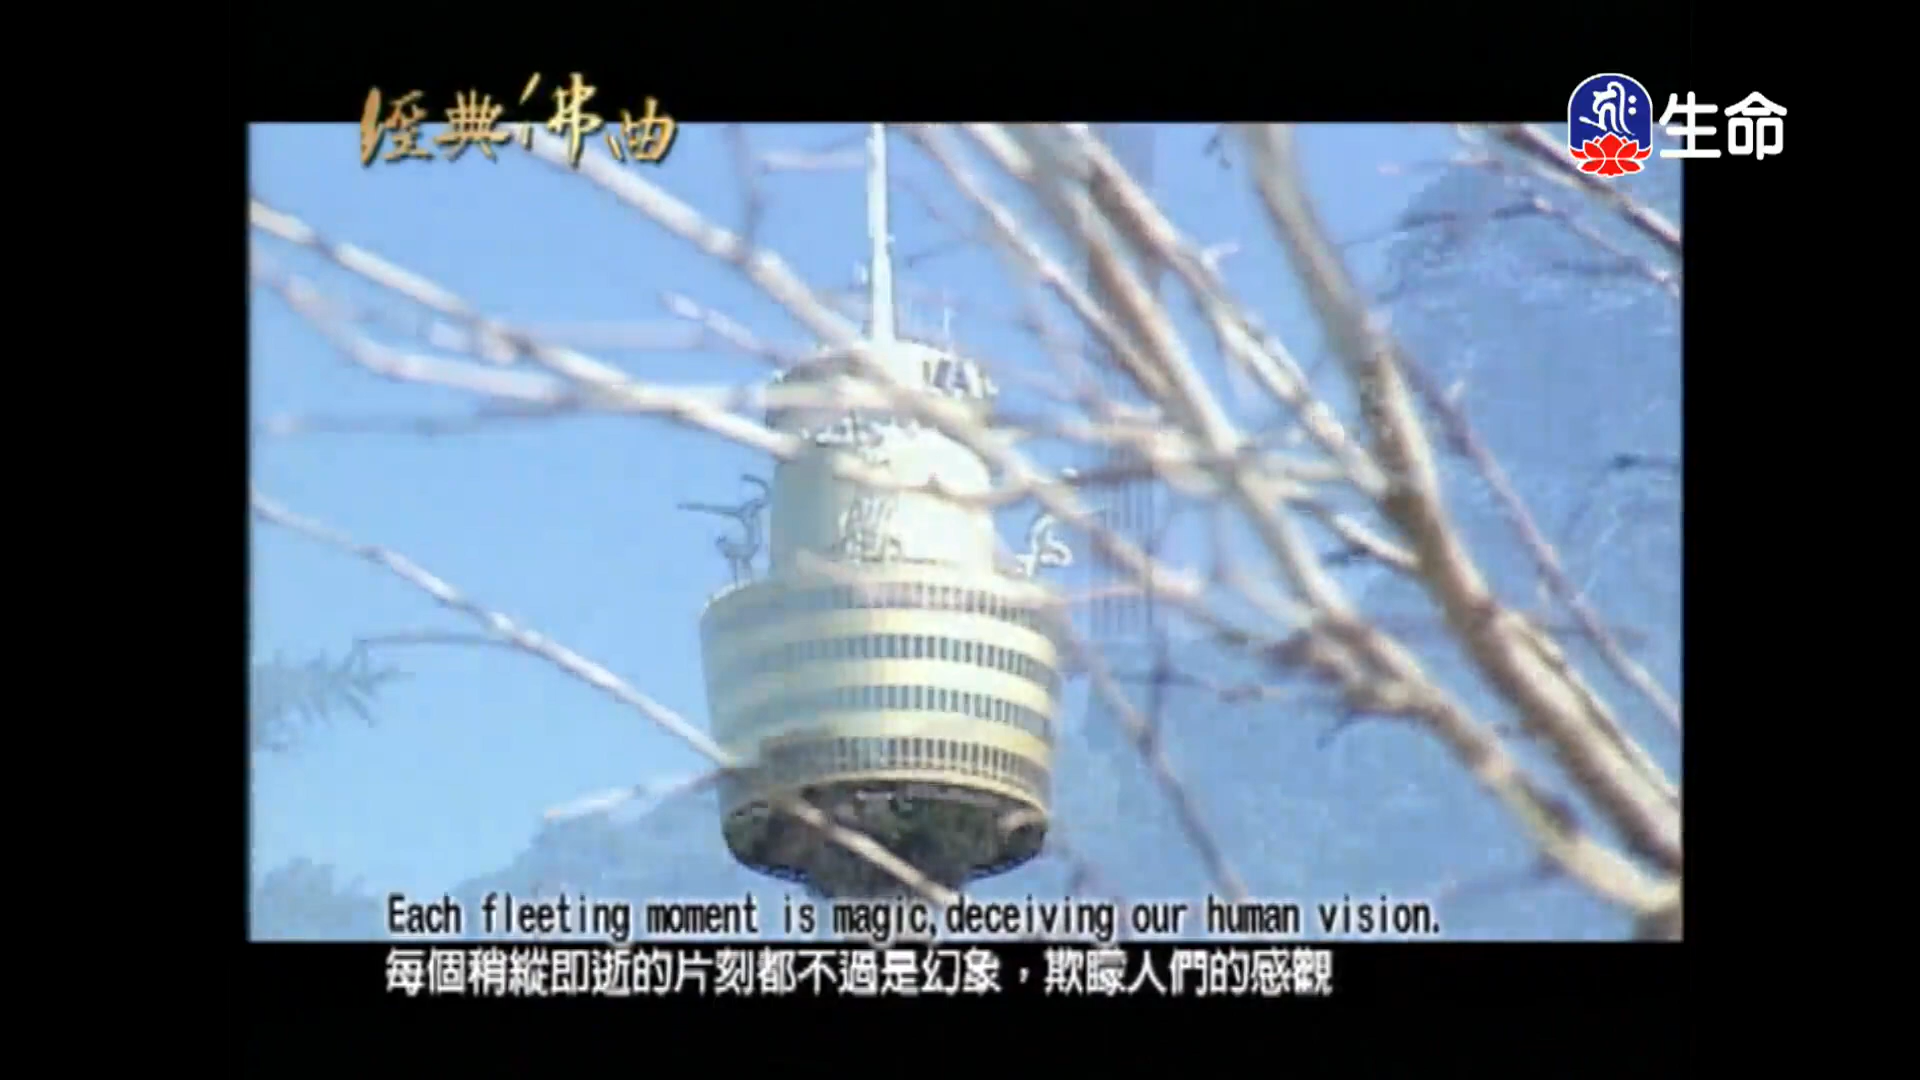 經典佛曲
生命
Each fleeting moment is magic,deceiving our human vision.
每個稍縱即逝的片刻都不過是幻象，欺矇人們的感觀